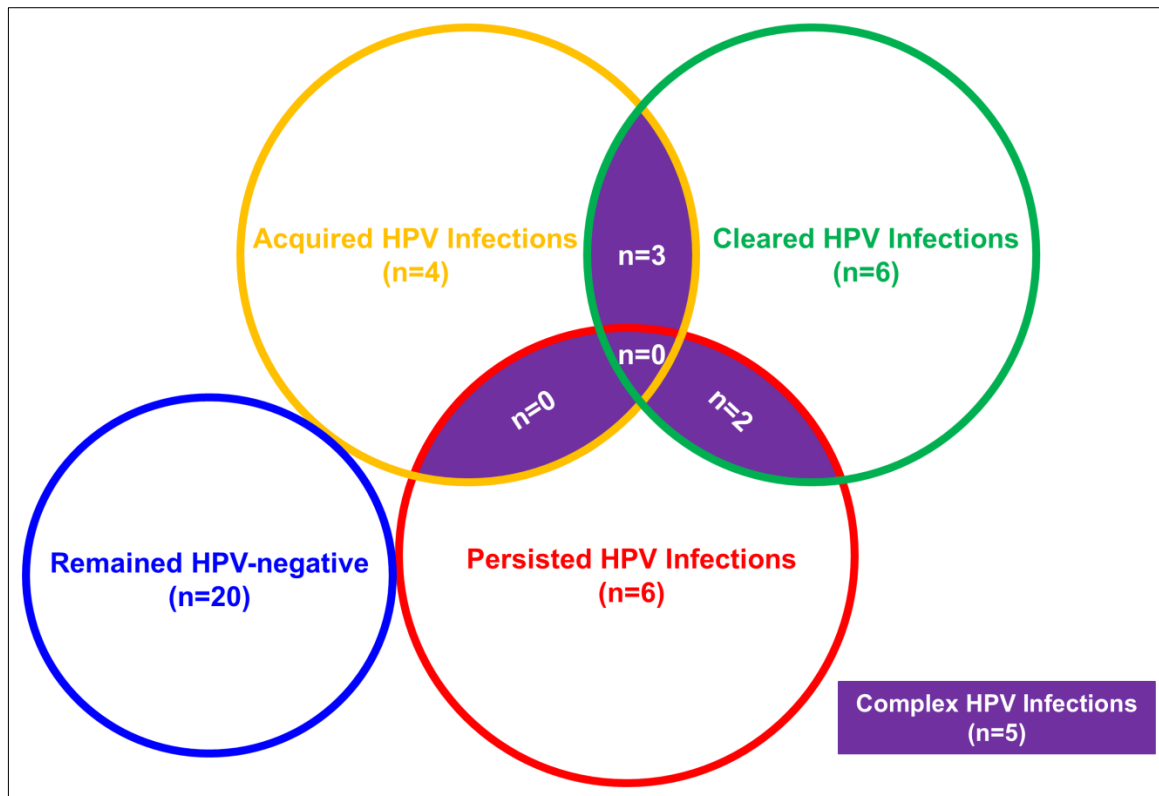 Acquired HPV Infections
(n=4)
n=3
Cleared HPV Infections
(n=6)
n=0
n=0
n=2
Remained HPV-negative
(n=20)
Persisted HPV Infections
(n=6)
Complex HPV Infections
(n=5)